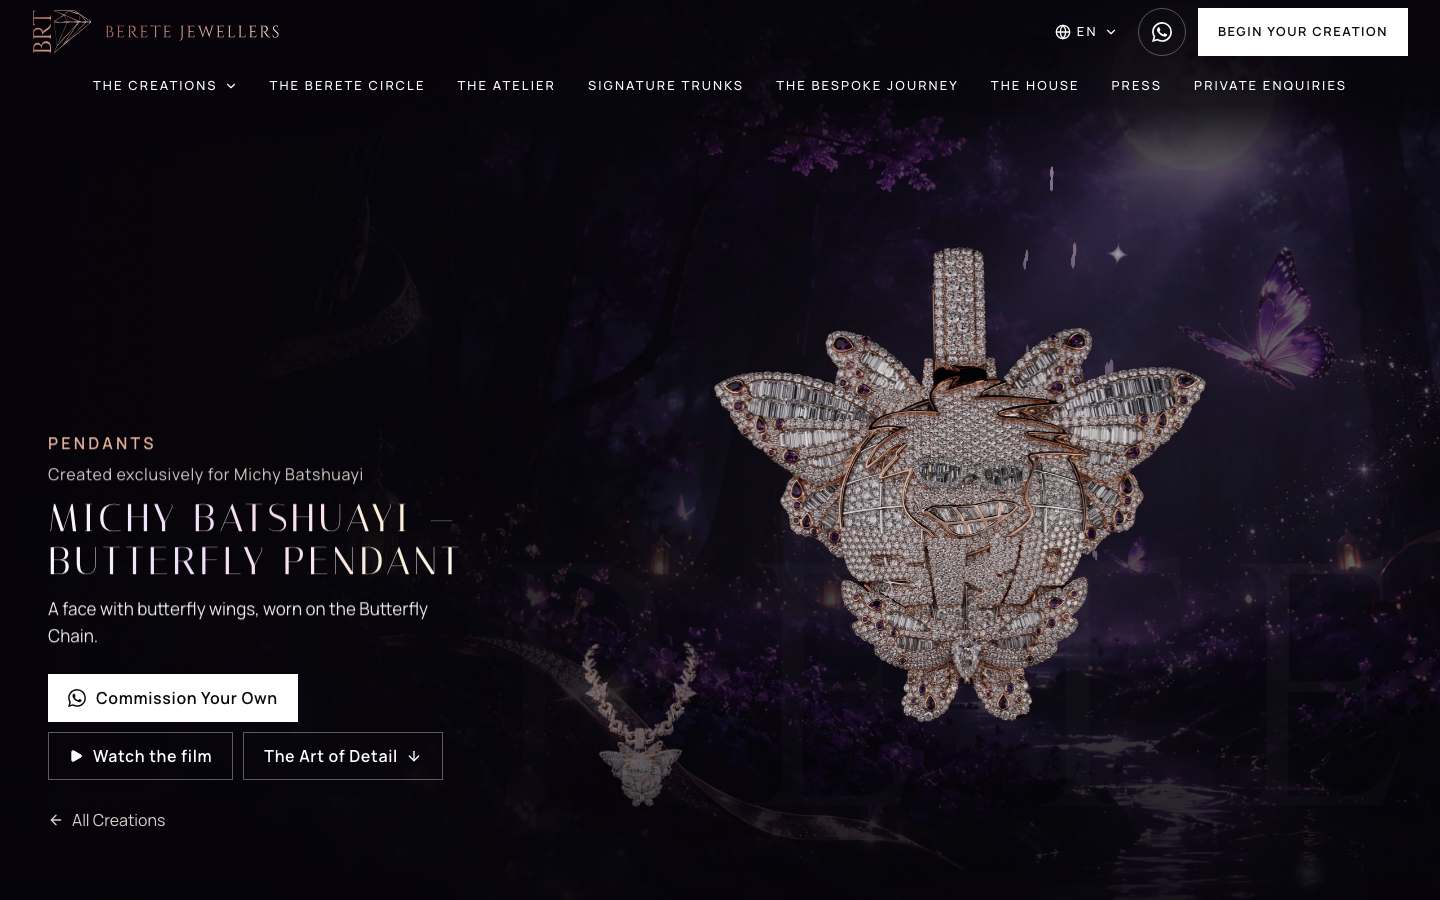 BRT
BERETE JEWELLERS
EN
BEGIN YOUR CREATION
THE CREATIONS
THE BERETE CIRCLE
THE ATELIER
SIGNATURE TRUNKS
THE BESPOKE JOURNEY
THE HOUSE
PRESS
PRIVATE ENQUIRIES
PENDANTS
Created exclusively for Michy Batshuayi
MICHY BATSHUAYI –
BUTTERFLY PENDANT
A face with butterfly wings, worn on the Butterfly
Chain.
Commission Your Own
Watch the film
The Art of Detail ↓
← All Creations